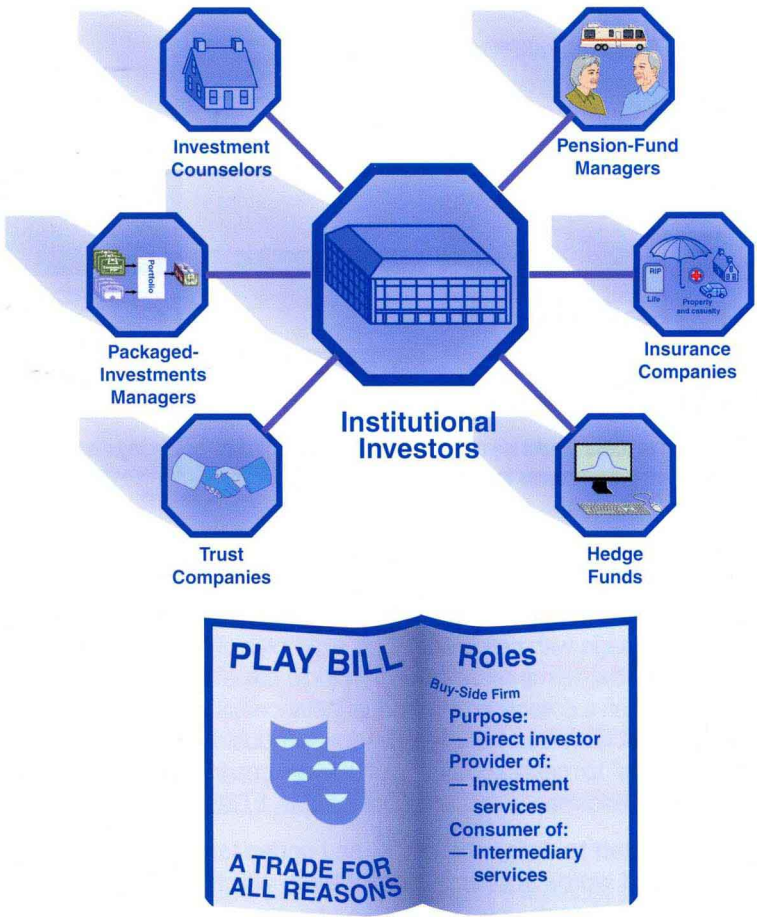 Investment
Counselors
Pension-Fund
Managers
Portfolio
Packaged-
Investments
Managers
RIP
Life
Property
and casualty
Insurance
Companies
Institutional
Investors
Trust
Companies
Hedge
Funds
PLAY BILL
A TRADE FOR
ALL REASONS
Roles
Buy-Side Firm
Purpose:
— Direct investor
Provider of:
— Investment
services
Consumer of:
— Intermediary
services